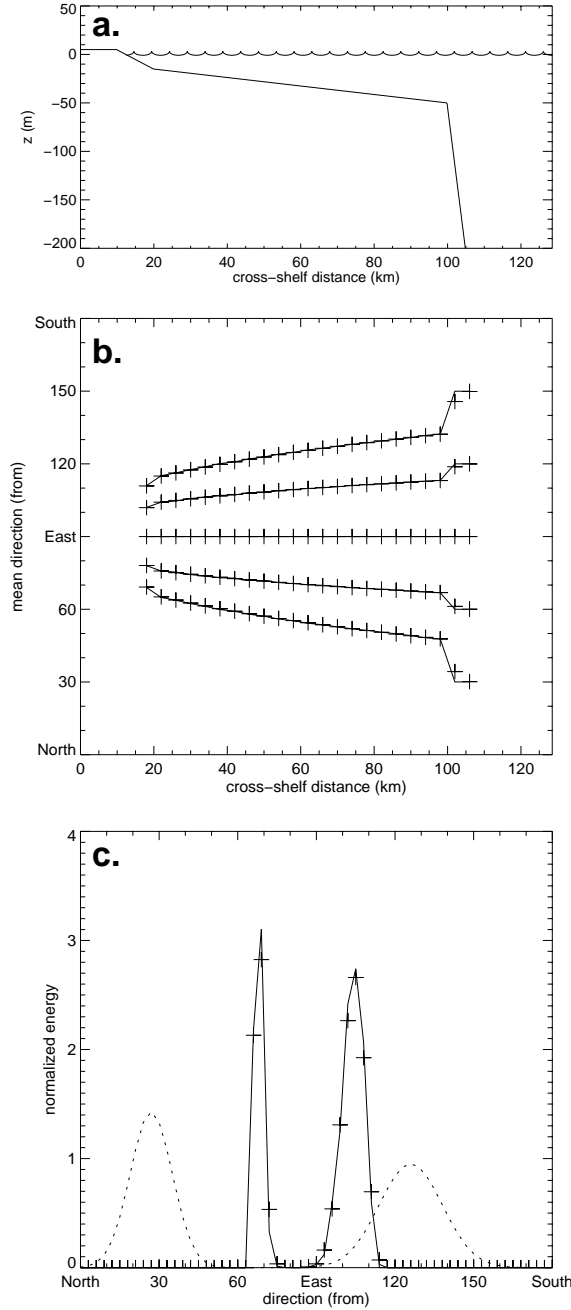 a.
50
0
−50
−100
−150
−200
z (m)
0 20 40 60 80 100 120
cross−shelf distance (km)
b.
South
150
120
East
60
30
North
mean direction (from)
0 20 40 60 80 100 120
cross−shelf distance (km)
c.
4
3
2
1
0
normalized energy
North 30 60 East 120 150 South
direction (from)